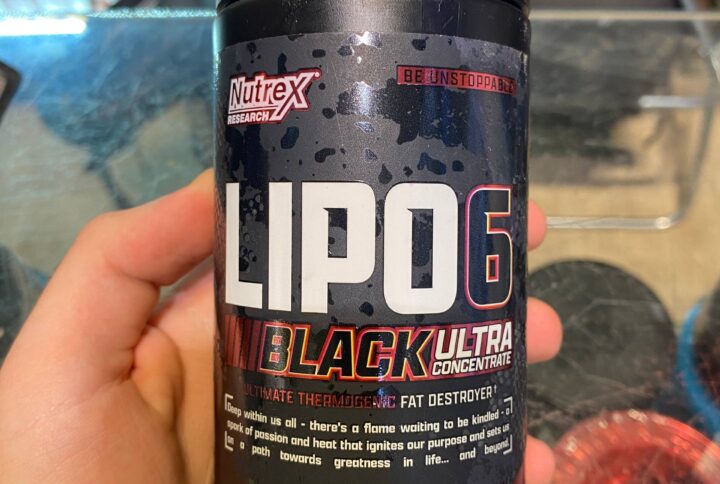 Nutrex
RESEARCH
BE UNSTOPPABLE
LIPO6
BLACK ULTRA
CONCENTRATE
ULTIMATE THERMOGENIC FAT DESTROYER†
Deep within us all - there's a flame waiting to be kindled - a
spark of passion and heat that ignites our purpose and sets us
on a path towards greatness in life... and beyond.